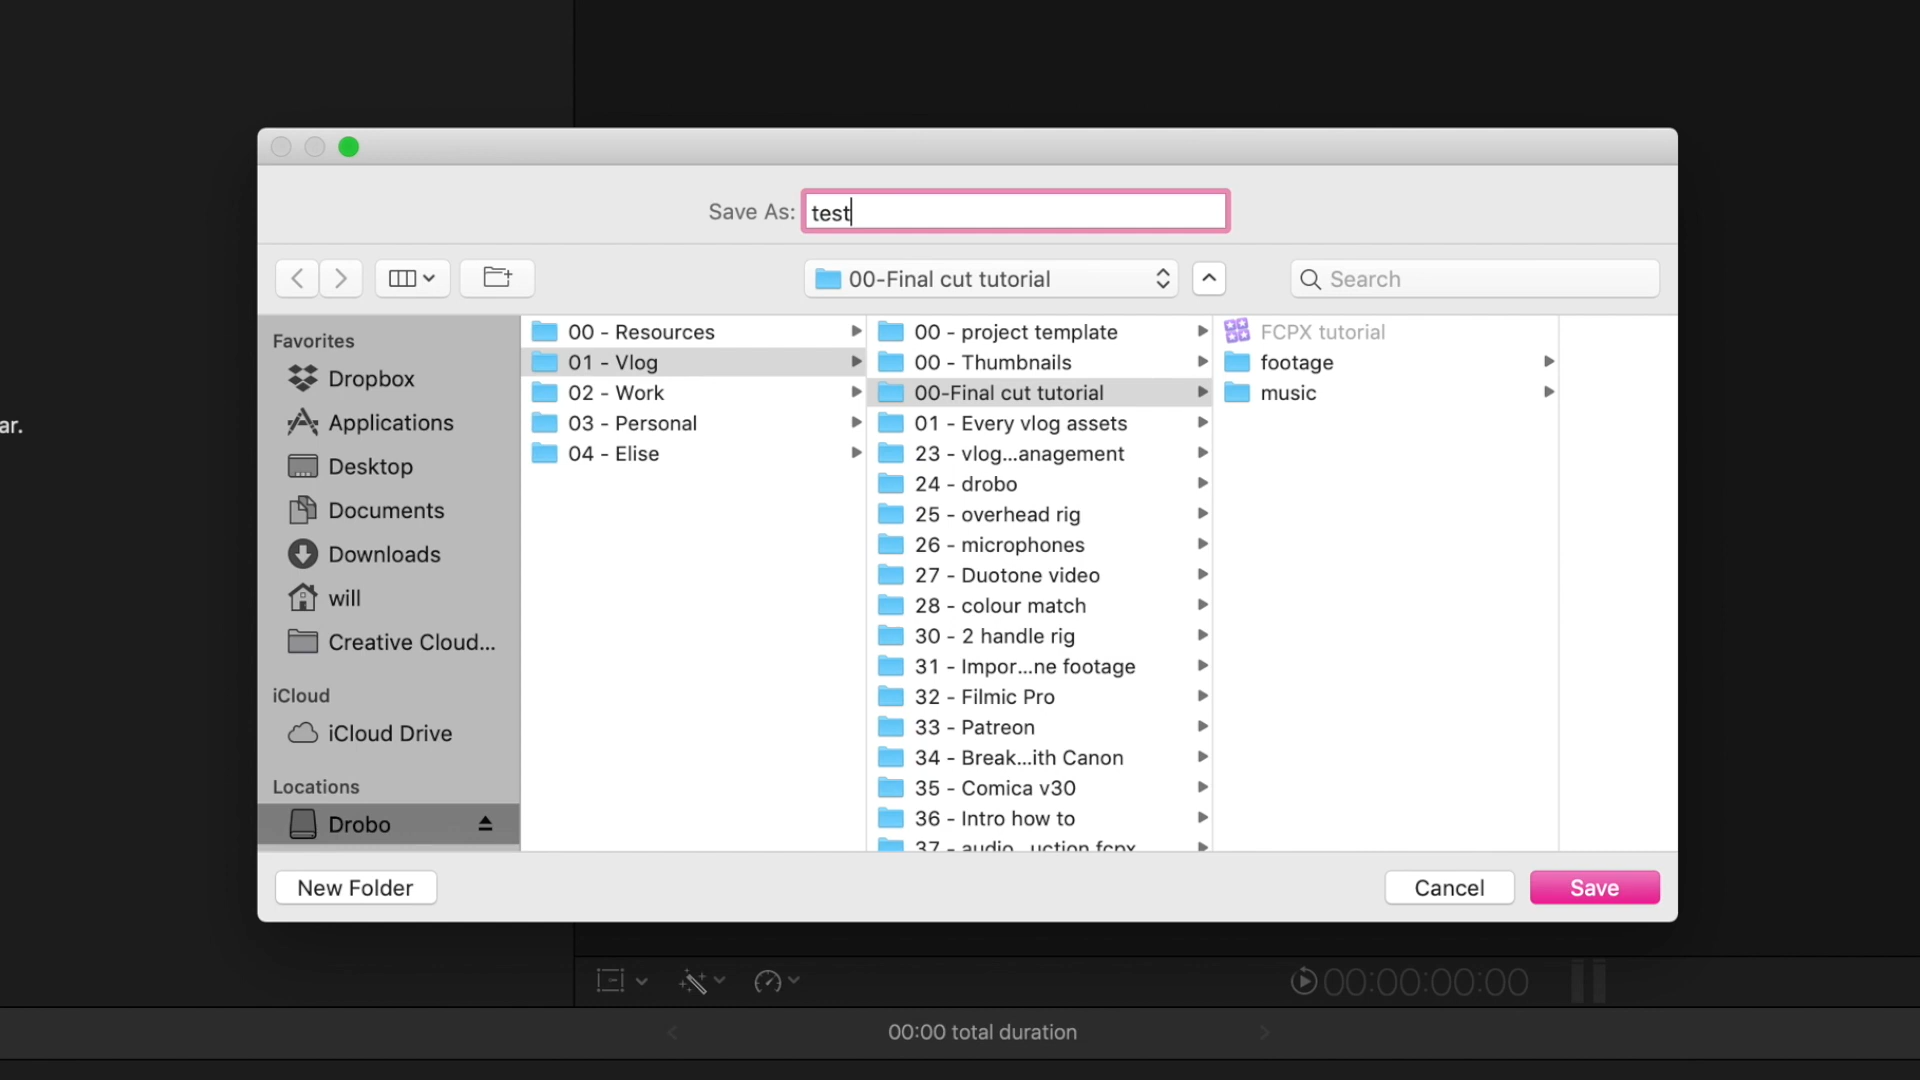 ar.
Save As: test
00-Final cut tutorial
Search
Favorites
Dropbox
Applications
Desktop
Documents
Downloads
will
Creative Cloud...
iCloud
iCloud Drive
Locations
Drobo
00 - Resources
01 - Vlog
02 - Work
03 - Personal
04 - Elise
00 - project template
00 - Thumbnails
00-Final cut tutorial
01 - Every vlog assets
23 - vlog...anagement
24 - drobo
25 - overhead rig
26 - microphones
27 - Duotone video
28 - colour match
30 - 2 handle rig
31 - Impor...ne footage
32 - Filmic Pro
33 - Patreon
34 - Break...ith Canon
35 - Comica v30
36 - Intro how to
37 - audio...uction fcpx
FCPX tutorial
footage
music
New Folder
Cancel
Save
00:00:00:00
00:00 total duration